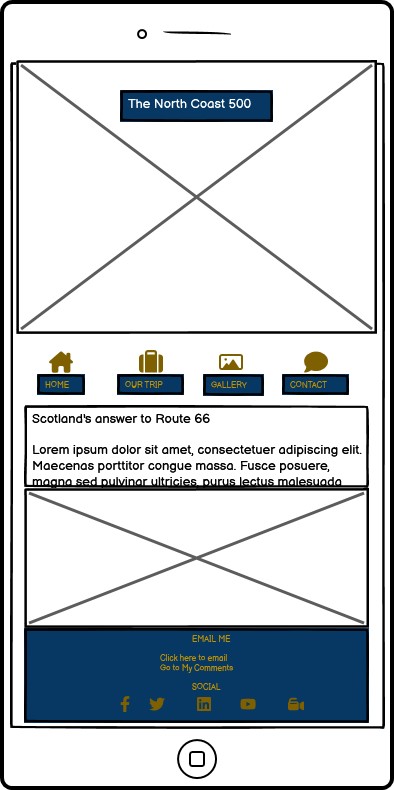 The North Coast 500
HOME
OUR TRIP
GALLERY
CONTACT
Scotland's answer to Route 66
Lorem ipsum dolor sit amet, consectetuer adipiscing elit.
Maecenas porttitor congue massa. Fusce posuere,
magna sed pulvinar ultricies, purus lectus malesuada
EMAIL ME
Click here to email
Go to My Comments
SOCIAL